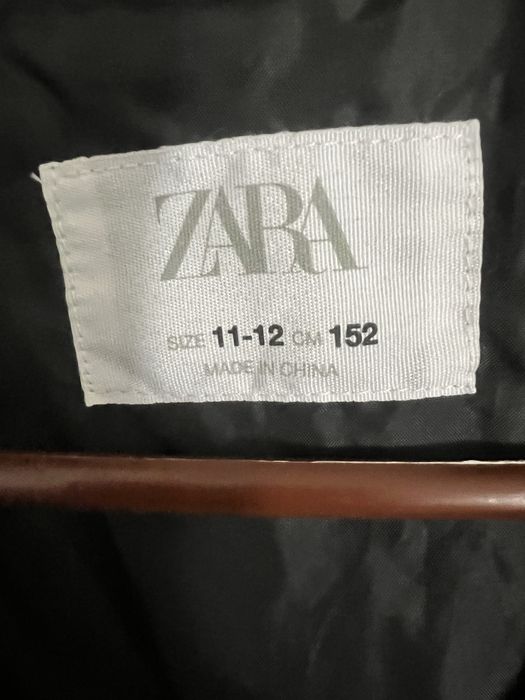 ZARA
SIZE 11-12 CM 152
MADE IN CHINA